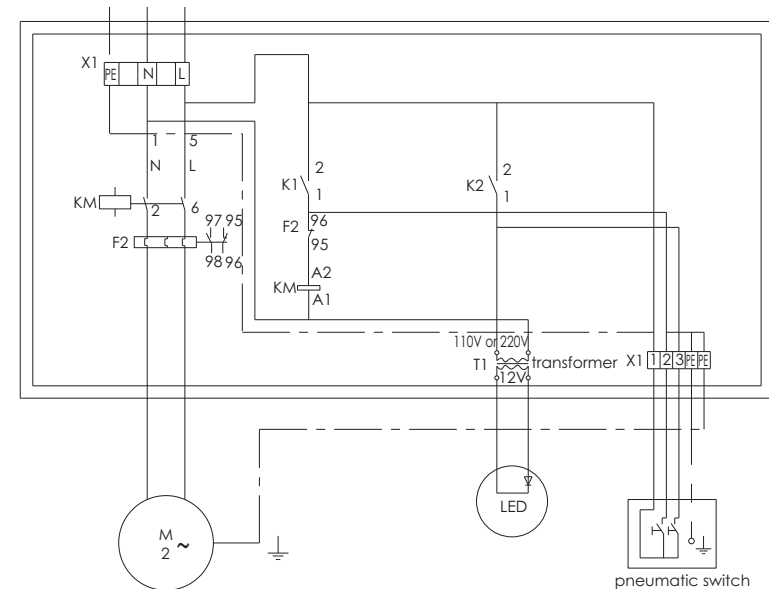 X1 PE N L
1 5
N L
KM 2 6
F2 97 95
98 96
K1 2
1
F2 96
95
A2
KM A1
K2 2
1
110V or 220V
T1 transformer
12V
X1 1 2 3 PE PE
M
2 ~
LED
pneumatic switch